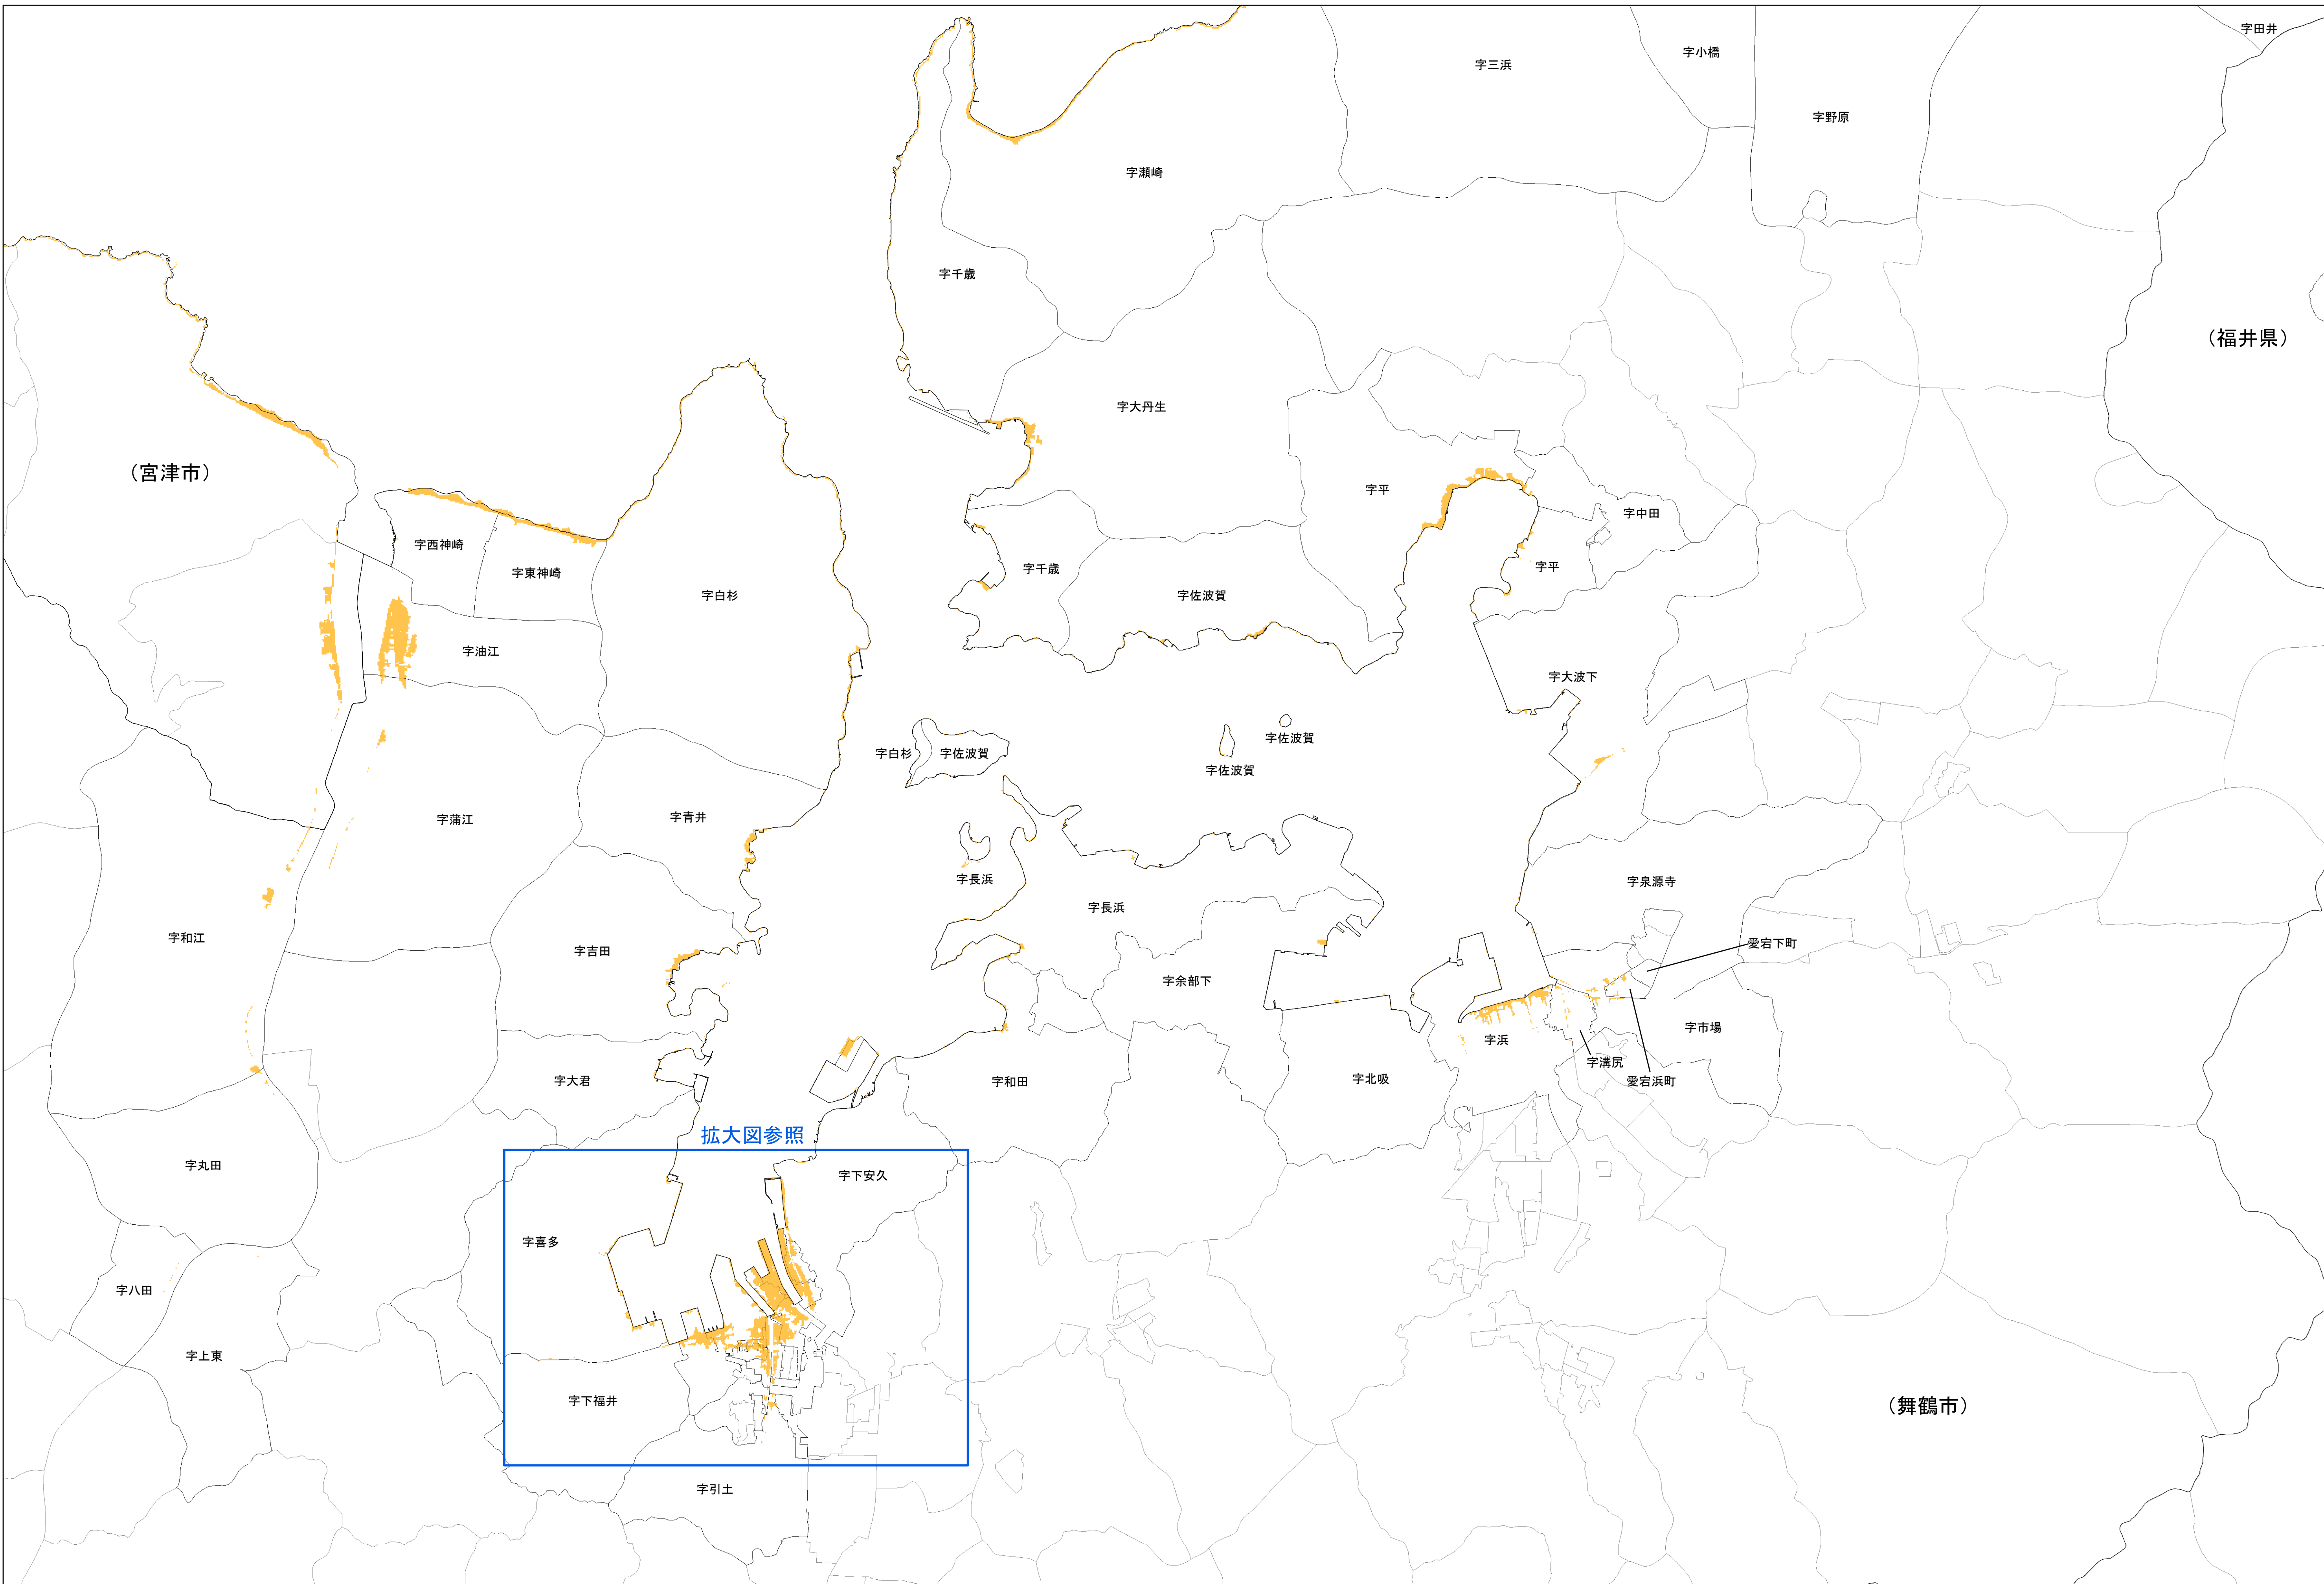 字田井
字小橋
字三浜
字野原
字瀬崎
字千歳
（福井県）
字大丹生
（宮津市）
字平
字中田
字西神崎
字東神崎
字千歳
字平
字白杉
字佐波賀
字油江
字大波下
字佐波賀
字白杉
字佐波賀
字佐波賀
字青井
字蒲江
字長浜
字泉源寺
字長浜
字和江
愛宕下町
字吉田
字余部下
字市場
字浜
字溝尻
字北吸
字大君
字和田
愛宕浜町
拡大図参照
字丸田
字下安久
字喜多
字八田
字上東
字下福井
（舞鶴市）
字引土